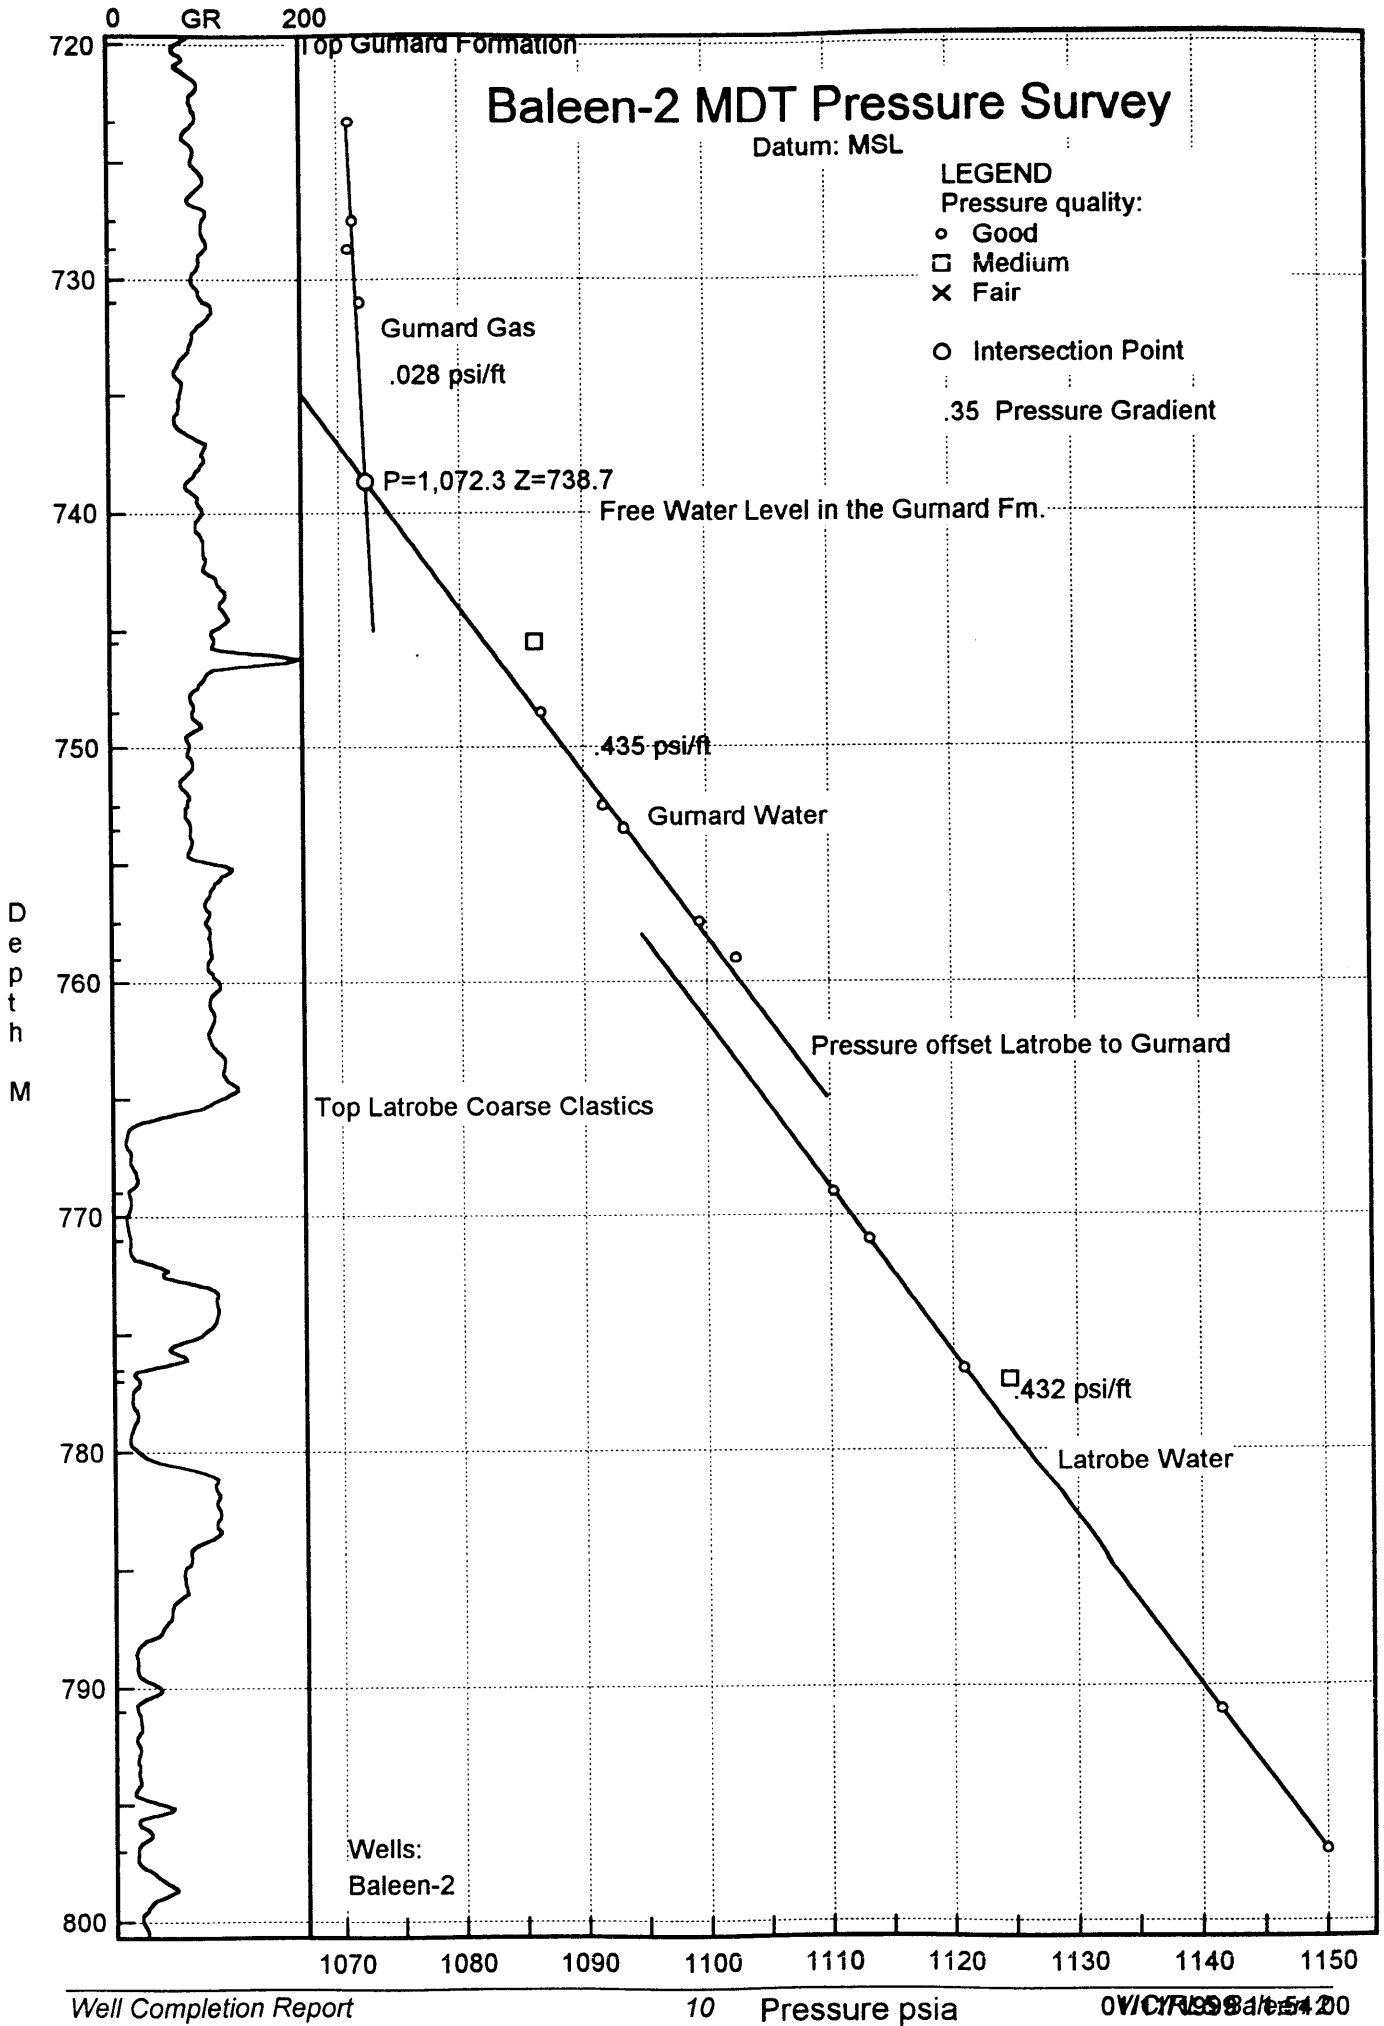 0 GR 200
720
Top Gurnard Formation
Baleen-2 MDT Pressure Survey
Datum: MSL
LEGEND
Pressure quality:
Good
Medium
Fair
Intersection Point
.35 Pressure Gradient
730
Gurnard Gas
.028 psi/ft
P=1,072.3 Z=738.7
740
Free Water Level in the Gurnard Fm.
750
.435 psi/ft
Gurnard Water
Depth M
760
Pressure offset Latrobe to Gurnard
Top Latrobe Coarse Clastics
770
.432 psi/ft
780
Latrobe Water
790
Wells:
Baleen-2
800
1070 1080 1090 1100 1110 1120 1130 1140 1150
Well Completion Report 10 Pressure psia